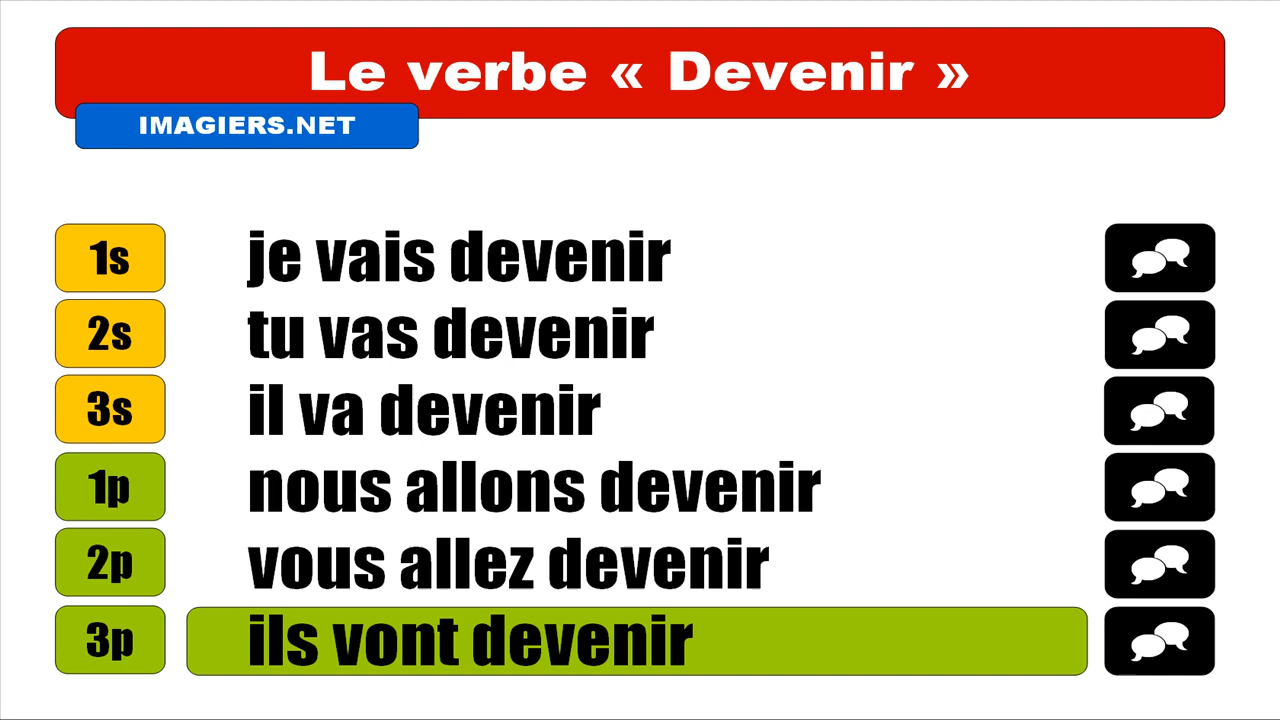 Le verbe « Devenir »
IMAGIERS.NET
1s je vais devenir
2s tu vas devenir
3s il va devenir
1p nous allons devenir
2p vous allez devenir
3p ils vont devenir